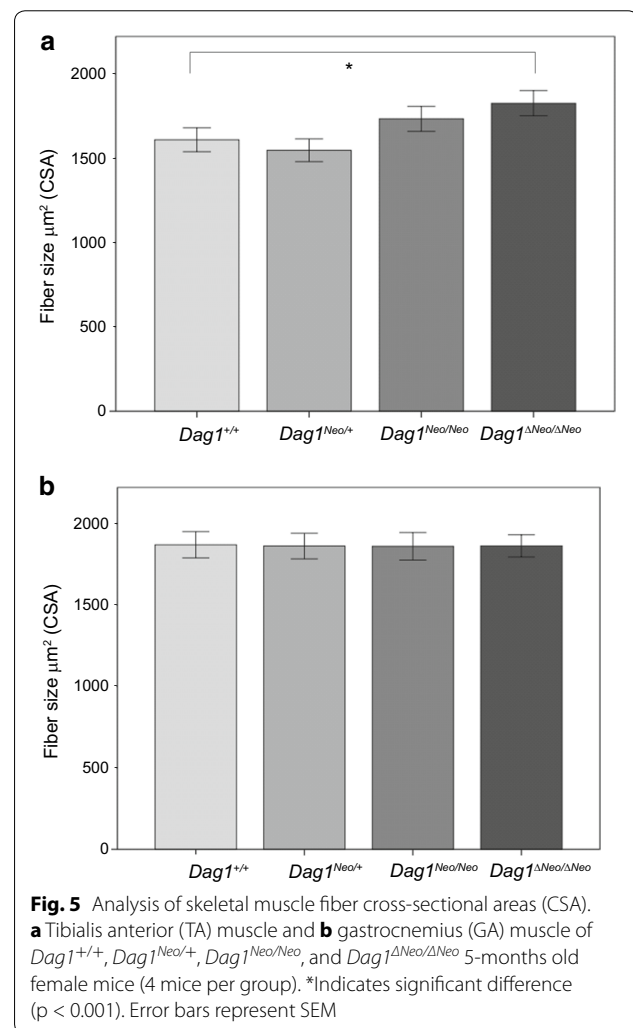 a
*
2000
1500
1000
500
0
Fiber size μm² (CSA)
Dag1+/+ Dag1Neo/+ Dag1Neo/Neo Dag1ΔNeo/ΔNeo
b
2000
1500
1000
500
0
Fiber size μm² (CSA)
Dag1+/+ Dag1Neo/+ Dag1Neo/Neo Dag1ΔNeo/ΔNeo
Fig. 5 Analysis of skeletal muscle fiber cross-sectional areas (CSA).
a Tibialis anterior (TA) muscle and b gastrocnemius (GA) muscle of
Dag1+/+, Dag1Neo/+, Dag1Neo/Neo, and Dag1ΔNeo/ΔNeo 5-months old
female mice (4 mice per group). *Indicates significant difference
(p < 0.001). Error bars represent SEM